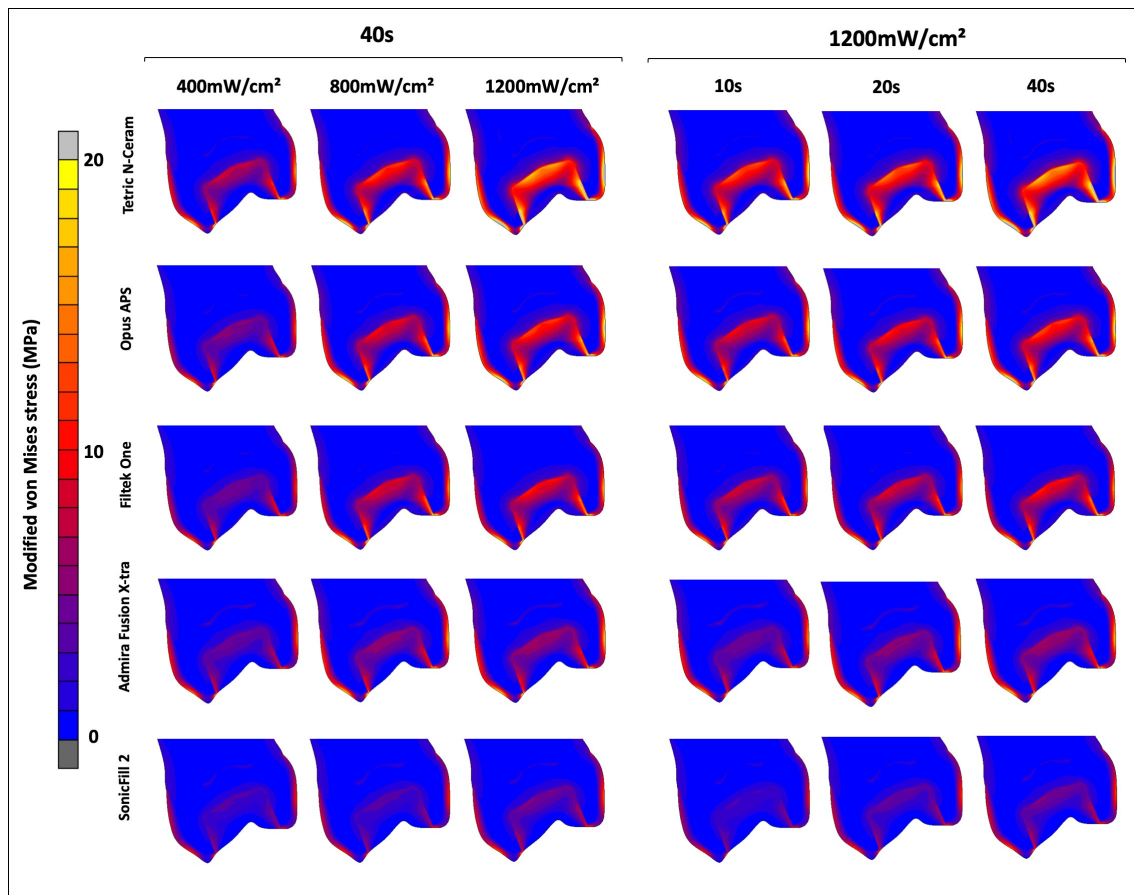 40s
1200mW/cm²
400mW/cm²
800mW/cm²
1200mW/cm²
10s
20s
40s
Modified von Mises stress (MPa)
20
10
0
Tetric N-Ceram
Opus APS
Filtek One
Admira Fusion X-tra
SonicFill 2